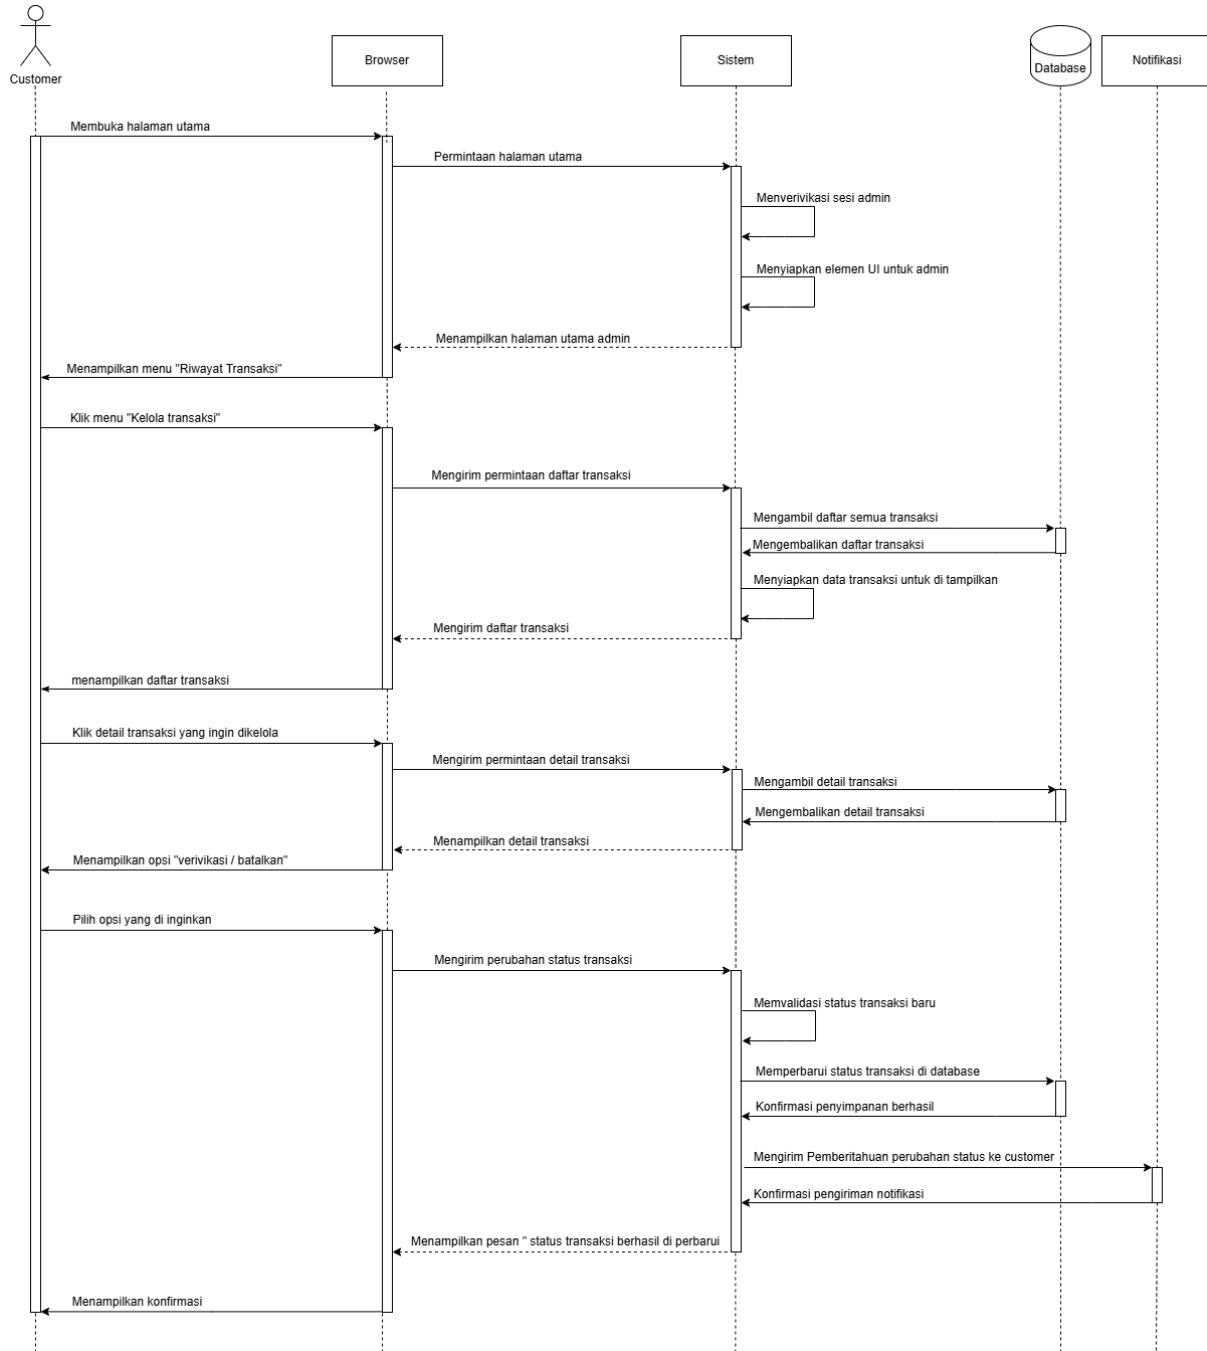 Customer
Browser
Sistem
Database
Notifikasi
Membuka halaman utama
Permintaan halaman utama
Menverivikasi sesi admin
Menyiapkan elemen UI untuk admin
Menampilkan halaman utama admin
Menampilkan menu "Riwayat Transaksi"
Klik menu "Kelola transaksi"
Mengirim permintaan daftar transaksi
Mengambil daftar semua transaksi
Mengembalikan daftar transaksi
Menyiapkan data transaksi untuk di tampilkan
Mengirim daftar transaksi
menampilkan daftar transaksi
Klik detail transaksi yang ingin dikelola
Mengirim permintaan detail transaksi
Mengambil detail transaksi
Mengembalikan detail transaksi
Menampilkan detail transaksi
Menampilkan opsi "verivikasi / batalkan"
Pilih opsi yang di inginkan
Mengirim perubahan status transaksi
Memvalidasi status transaksi baru
Memperbarui status transaksi di database
Konfirmasi penyimpanan berhasil
Mengirim Pemberitahuan perubahan status ke customer
Konfirmasi pengiriman notifikasi
Menampilkan pesan " status transaksi berhasil di perbarui
Menampilkan konfirmasi